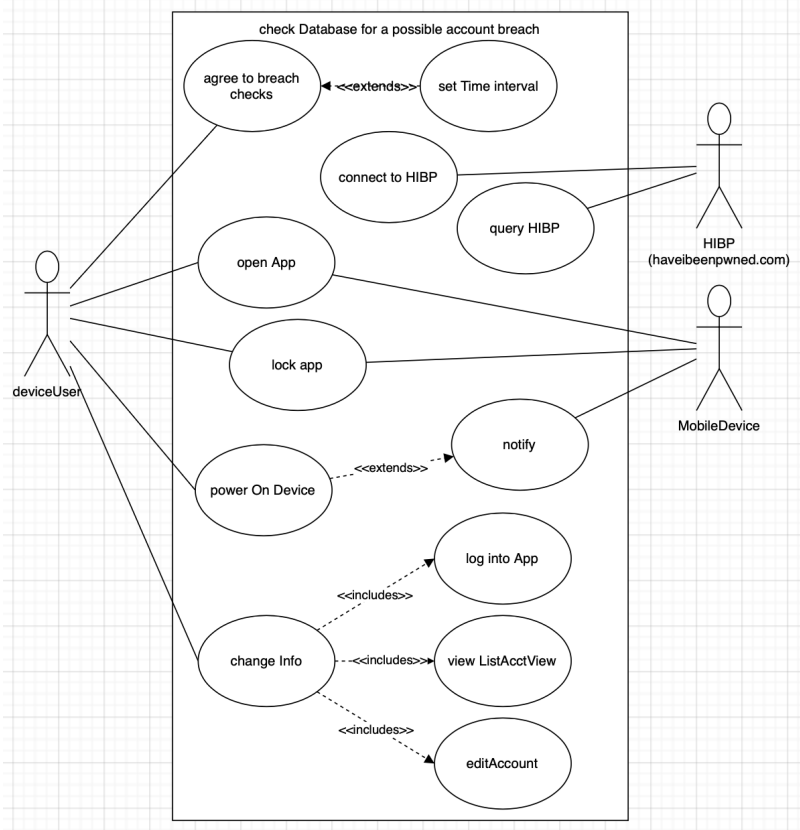 check Database for a possible account breach
agree to breach
checks
<<extends>>
set Time interval
connect to HIBP
query HIBP
HIBP
(haveibeenpwned.com)
open App
lock app
deviceUser
MobileDevice
notify
<<extends>>
power On Device
log into App
<<includes>>
change Info
<<includes>>
view ListAcctView
<<includes>>
editAccount